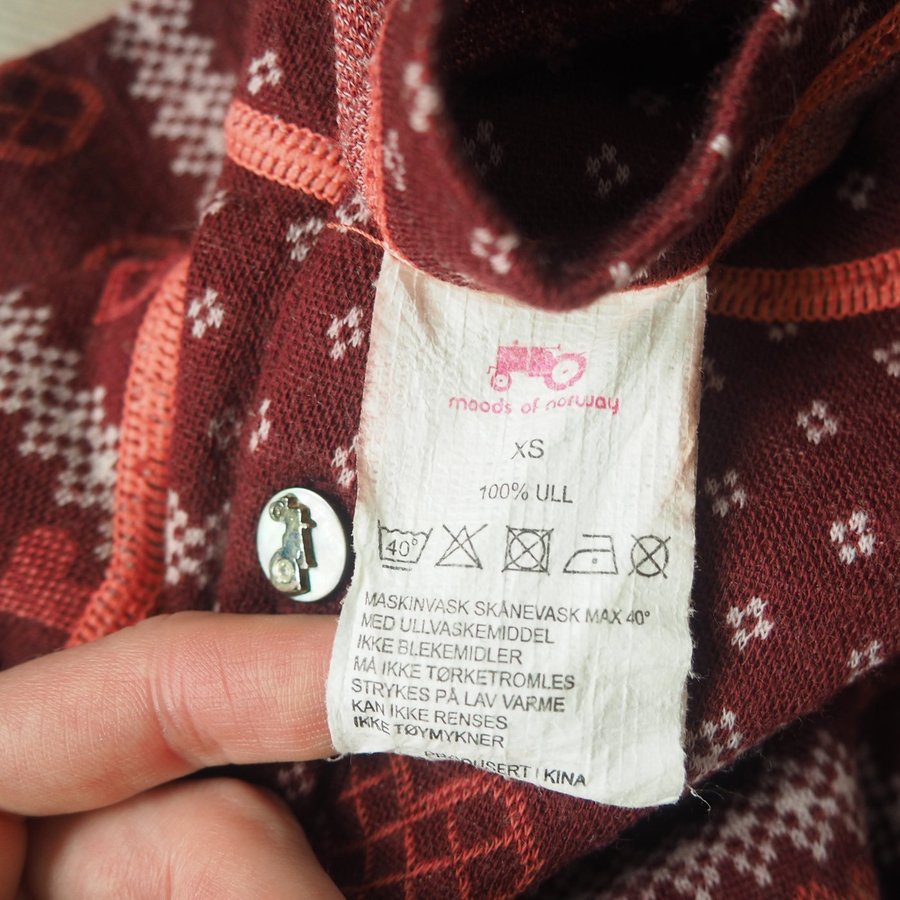 moods of norway
XS
100% ULL
40°
MASKINVASK SKÅNEVASK MAX 40°
MED ULLVASKEMIDDEL
IKKE BLEKEMIDLER
MÅ IKKE TØRKETROMLES
STRYKES PÅ LAV VARME
KAN IKKE RENSES
IKKE TØYMYKNER
PRODUSERT I KINA